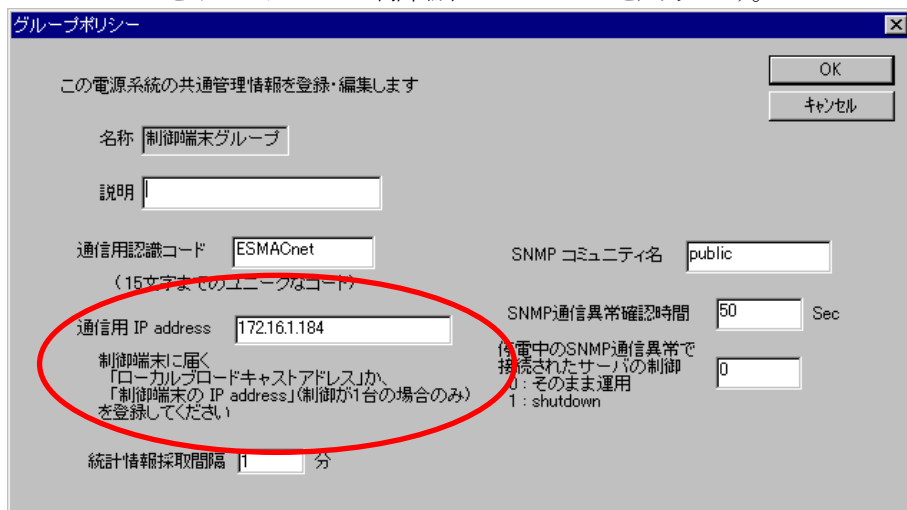 グループポリシー
この電源系統の共通管理情報を登録・編集します
OK
キャンセル
名称 制御端末グループ
説明
通信用認識コード ESMACnet
(15文字までのユニークなコード)
SNMP コミュニティ名 public
通信用 IP address 172.16.1.184
SNMP通信異常確認時間 50 Sec
制御端末に届く
「ローカルブロードキャストアドレス」か、
「制御端末の IP address」(制御が1台の場合のみ)
を登録してください
停電中のSNMP通信異常で
接続されたサーバの制御 0
0 : そのまま運用
1 : shutdown
統計情報採取間隔 1 分